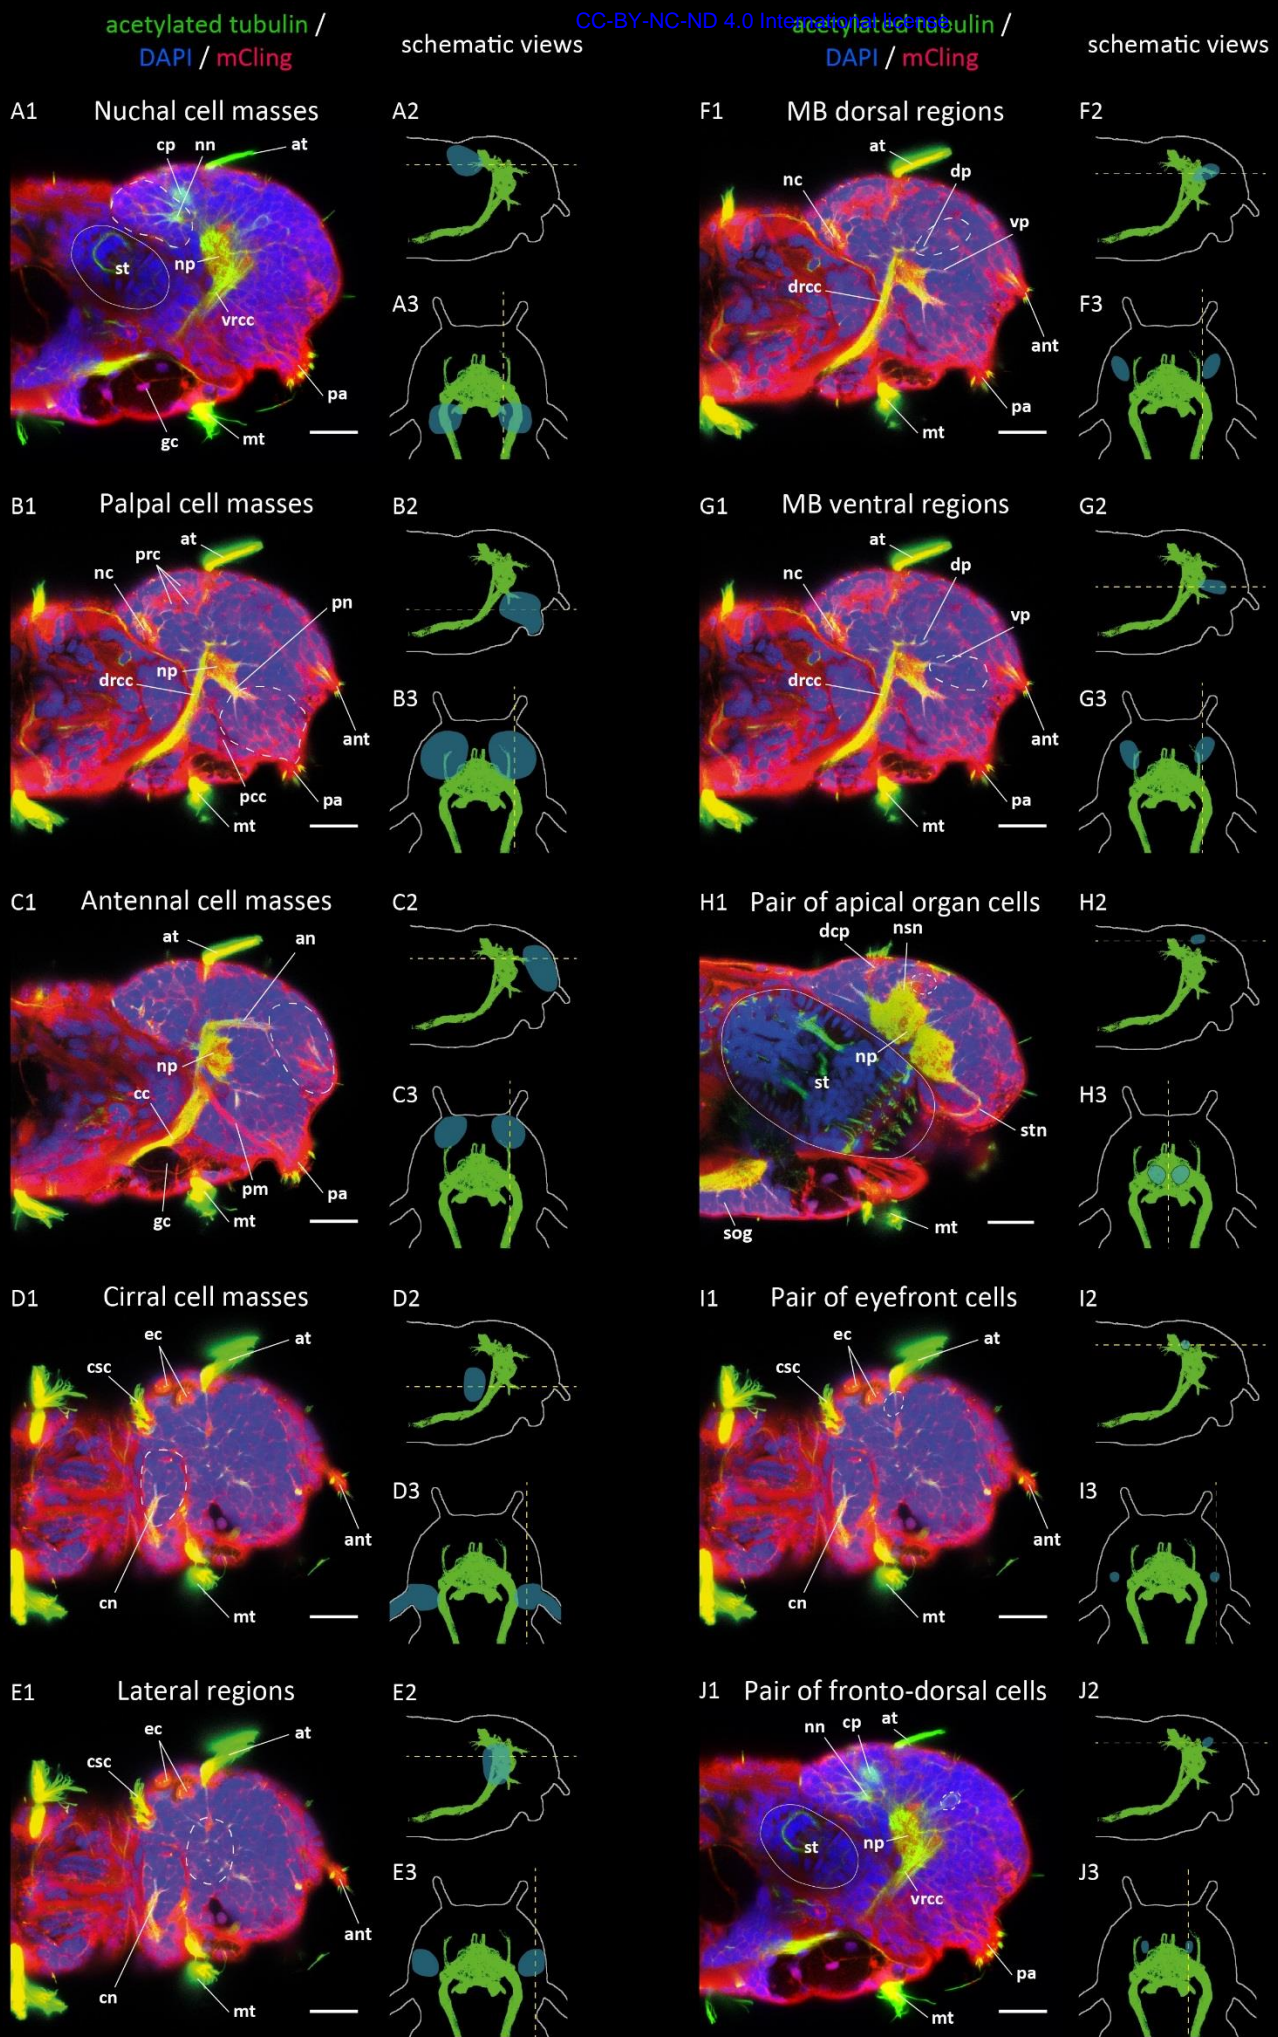 CC-BY-NC-ND 4.0 International license
acetylated tubulin /
DAPI / mCling
schematic views
acetylated tubulin /
DAPI / mCling
schematic views
A1 Nuchal cell masses
cp nn at
np
st
vrcc
pa
gc
mt
A2
A3
F1 MB dorsal regions
at
dp
nc
vp
drcc
ant
pa
mt
F2
F3
B1 Palpal cell masses
at
prc
nc
pn
np
drcc
ant
pcc
pa
mt
B2
B3
G1 MB ventral regions
at
dp
nc
vp
drcc
ant
pa
mt
G2
G3
C1 Antennal cell masses
at an
np
cc
pm
pa
gc
mt
C2
C3
H1 Pair of apical organ cells
dcp nsn
np
st
stn
sog
mt
H2
H3
D1 Cirral cell masses
ec
at
csc
ant
cn
mt
D2
D3
I1 Pair of eyefront cells
ec
at
csc
ant
cn
mt
I2
I3
E1 Lateral regions
ec
at
csc
ant
cn
mt
E2
E3
J1 Pair of fronto-dorsal cells
nn cp at
st
np
vrcc
pa
mt
J2
J3